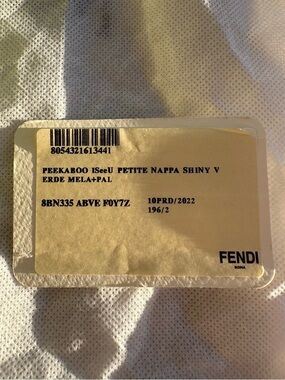 8054321613441
PEEKABOO ISeeU PETITE NAPPA SHINY V
ERDE MELA+PAL
8BN335 ABVE F0Y7Z
10PRD/2022
196/2
FENDI
ROMA